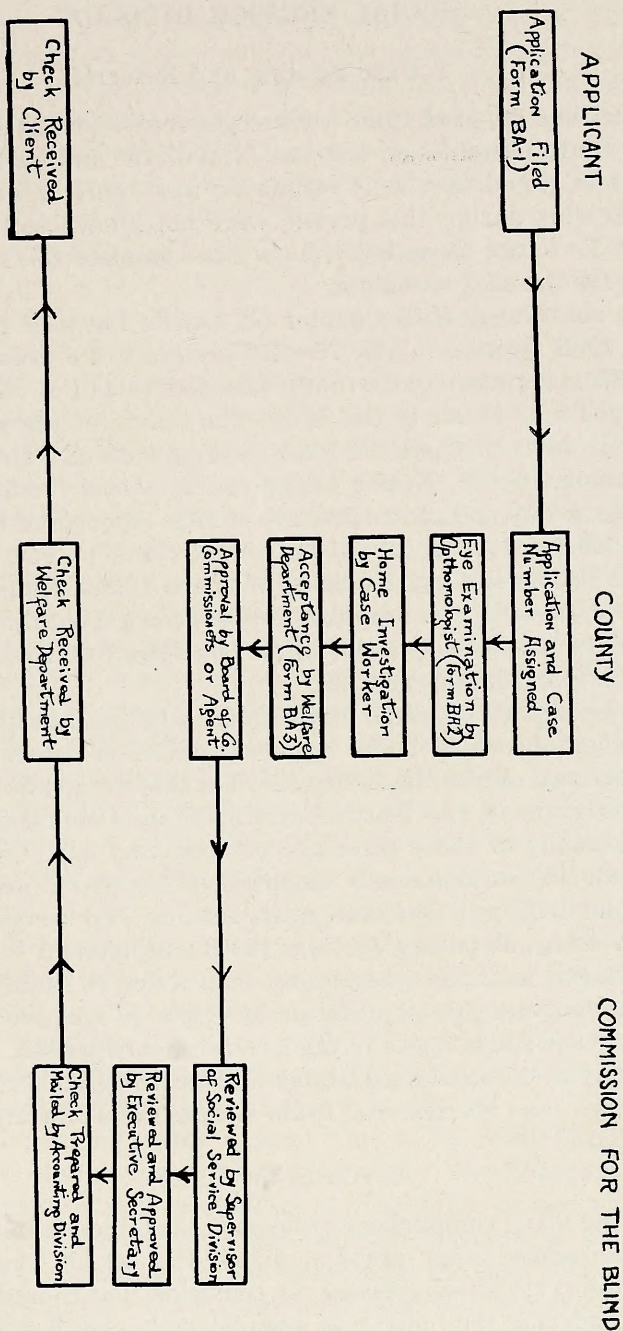 APPLICANT
COUNTY
COMMISSION FOR THE BLIND
Application Filed
(Form BA-1)
Application and Case
Number Assigned
Eye Examination by
Opthomologist (Form BA2)
Home Investigation
by Case Worker
Acceptance by Welfare
Department (Form BA3)
Approval by Board of Co.
Commissioners or Agent
Reviewed by Supervisor
of Social Service Division
Reviewed and Approved
by Executive Secretary
Check Prepared and
Mailed by Accounting Division
Check Received by
Welfare Department
Check Received
by Client